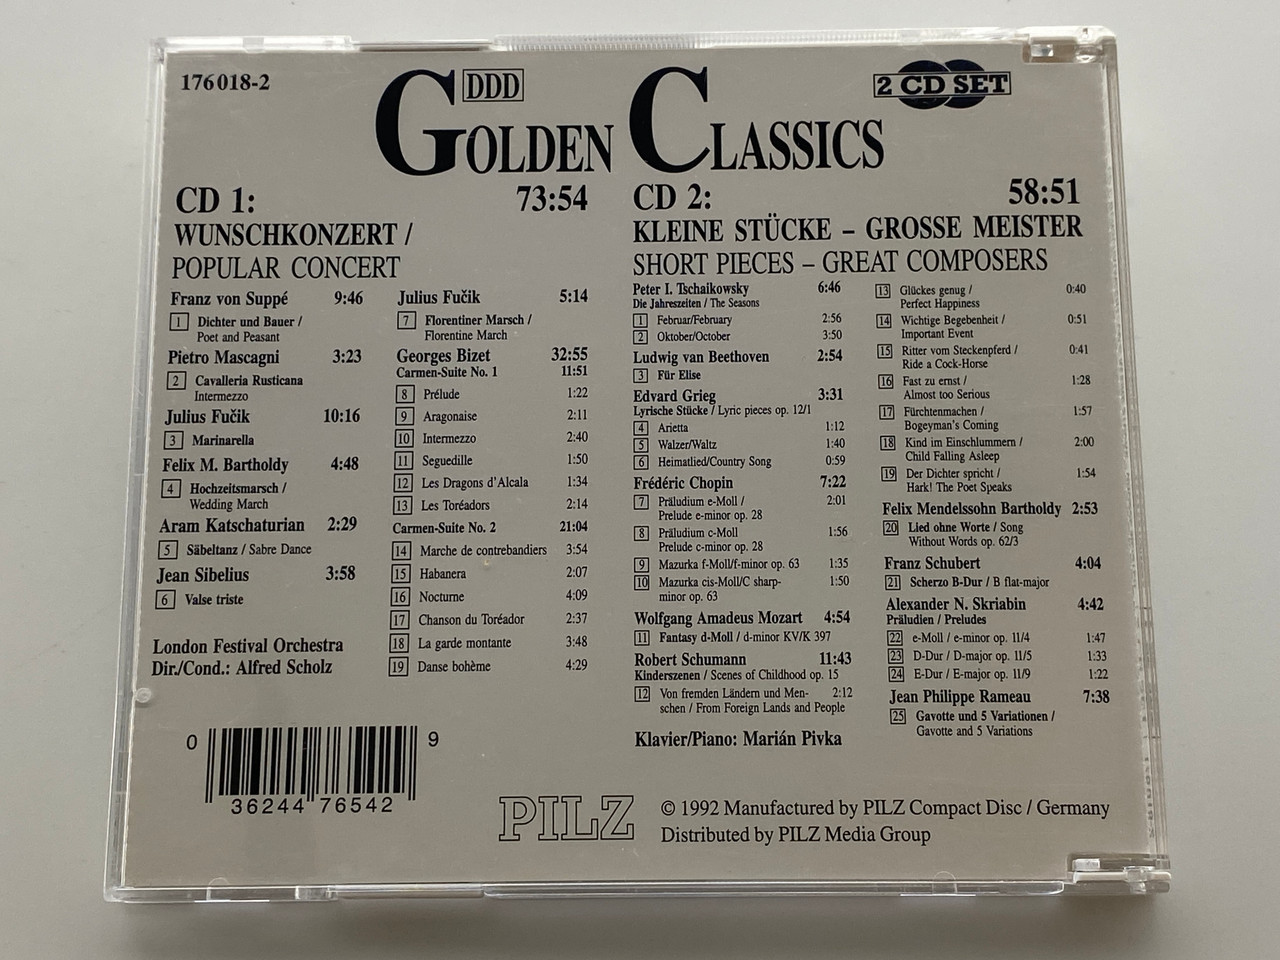 176018-2
DDD
GOLDEN CLASSICS
2 CD SET
CD 1: 73:54
WUNSCHKONZERT /
POPULAR CONCERT
Franz von Suppé 9:46
1 Dichter und Bauer /
Poet and Peasant
Pietro Mascagni 3:23
2 Cavalleria Rusticana
Intermezzo
Julius Fučik 10:16
3 Marinarella
Felix M. Bartholdy 4:48
4 Hochzeitsmarsch /
Wedding March
Aram Katschaturian 2:29
5 Säbeltanz / Sabre Dance
Jean Sibelius 3:58
6 Valse triste
London Festival Orchestra
Dir./Cond.: Alfred Scholz
Julius Fučik 5:14
7 Florentiner Marsch /
Florentine March
Georges Bizet 32:55
Carmen-Suite No. 1 11:51
8 Prélude 1:22
9 Aragonaise 2:11
10 Intermezzo 2:40
11 Seguedille 1:50
12 Les Dragons d'Alcala 1:34
13 Les Toréadors 2:14
Carmen-Suite No. 2 21:04
14 Marche de contrebandiers 3:54
15 Habanera 2:07
16 Nocturne 4:09
17 Chanson du Toréador 2:37
18 La garde montante 3:48
19 Danse bohème 4:29
CD 2: 58:51
KLEINE STÜCKE – GROSSE MEISTER
SHORT PIECES – GREAT COMPOSERS
Peter I. Tschaikowsky 6:46
Die Jahreszeiten / The Seasons
1 Februar/February 2:56
2 Oktober/October 3:50
Ludwig van Beethoven 2:54
3 Für Elise
Edvard Grieg 3:31
Lyrische Stücke / Lyric pieces op. 12/1
4 Arietta 1:12
5 Walzer/Waltz 1:40
6 Heimatlied/Country Song 0:59
Frédéric Chopin 7:22
7 Präludium e-Moll / 2:01
Prelude e-minor op. 28
8 Präludium c-Moll 1:56
Prelude c-minor op. 28
9 Mazurka f-Moll/f-minor op. 63 1:35
10 Mazurka cis-Moll/C sharp- 1:50
minor op. 63
Wolfgang Amadeus Mozart 4:54
11 Fantasy d-Moll / d-minor KV/K 397
Robert Schumann 11:43
Kinderszenen / Scenes of Childhood op. 15
12 Von fremden Ländern und Men- 2:12
schen / From Foreign Lands and People
Klavier/Piano: Marián Pivka
13 Glückes genug / 0:40
Perfect Happiness
14 Wichtige Begebenheit / 0:51
Important Event
15 Ritter vom Steckenpferd / 0:41
Ride a Cock-Horse
16 Fast zu ernst / 1:28
Almost too Serious
17 Fürchtenmachen / 1:57
Bogeyman's Coming
18 Kind im Einschlummern / 2:00
Child Falling Asleep
19 Der Dichter spricht / 1:54
Hark! The Poet Speaks
Felix Mendelssohn Bartholdy 2:53
20 Lied ohne Worte / Song
Without Words op. 62/3
Franz Schubert 4:04
21 Scherzo B-Dur / B flat-major
Alexander N. Skriabin 4:42
Präludien / Preludes
22 e-Moll / e-minor op. 11/4 1:47
23 D-Dur / D-major op. 11/5 1:33
24 E-Dur / E-major op. 11/9 1:22
Jean Philippe Rameau 7:38
25 Gavotte und 5 Variationen /
Gavotte and 5 Variations
0 36244 76542 9
PILZ
© 1992 Manufactured by PILZ Compact Disc / Germany
Distributed by PILZ Media Group